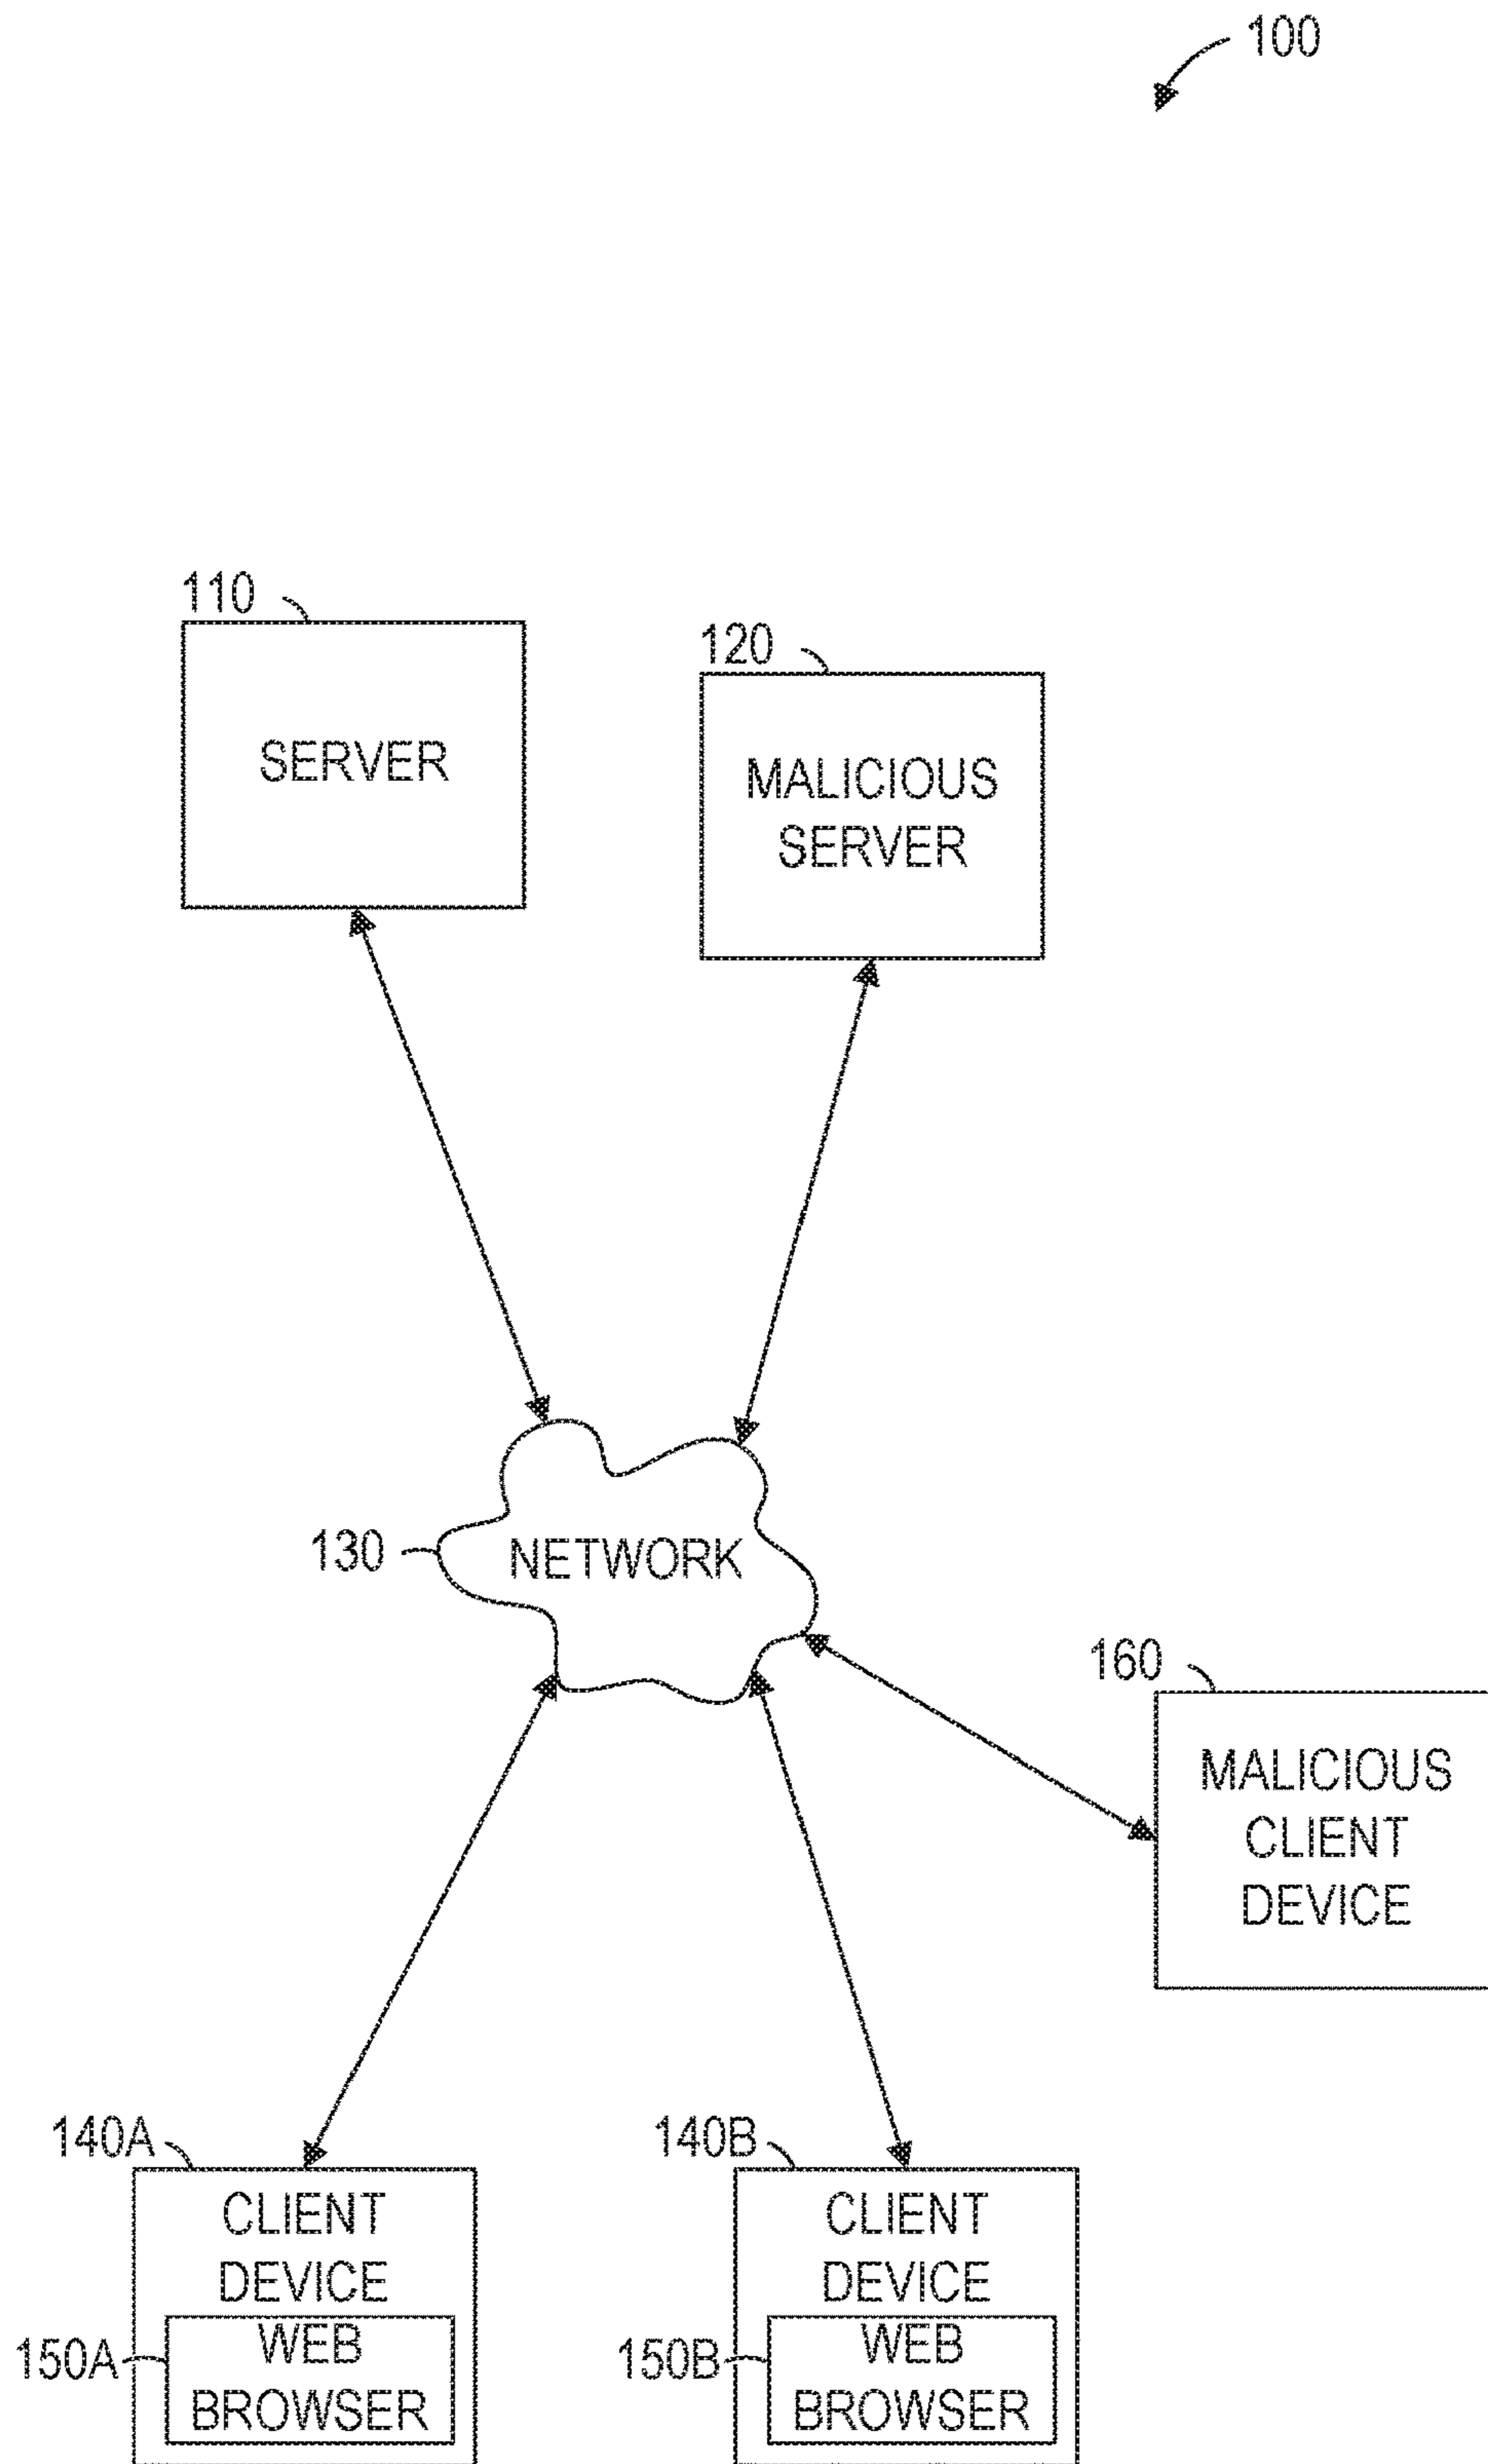 100
110
SERVER
120
MALICIOUS
SERVER
130
NETWORK
160
MALICIOUS
CLIENT
DEVICE
140A
CLIENT
DEVICE
150A
WEB
BROWSER
140B
CLIENT
DEVICE
150B
WEB
BROWSER